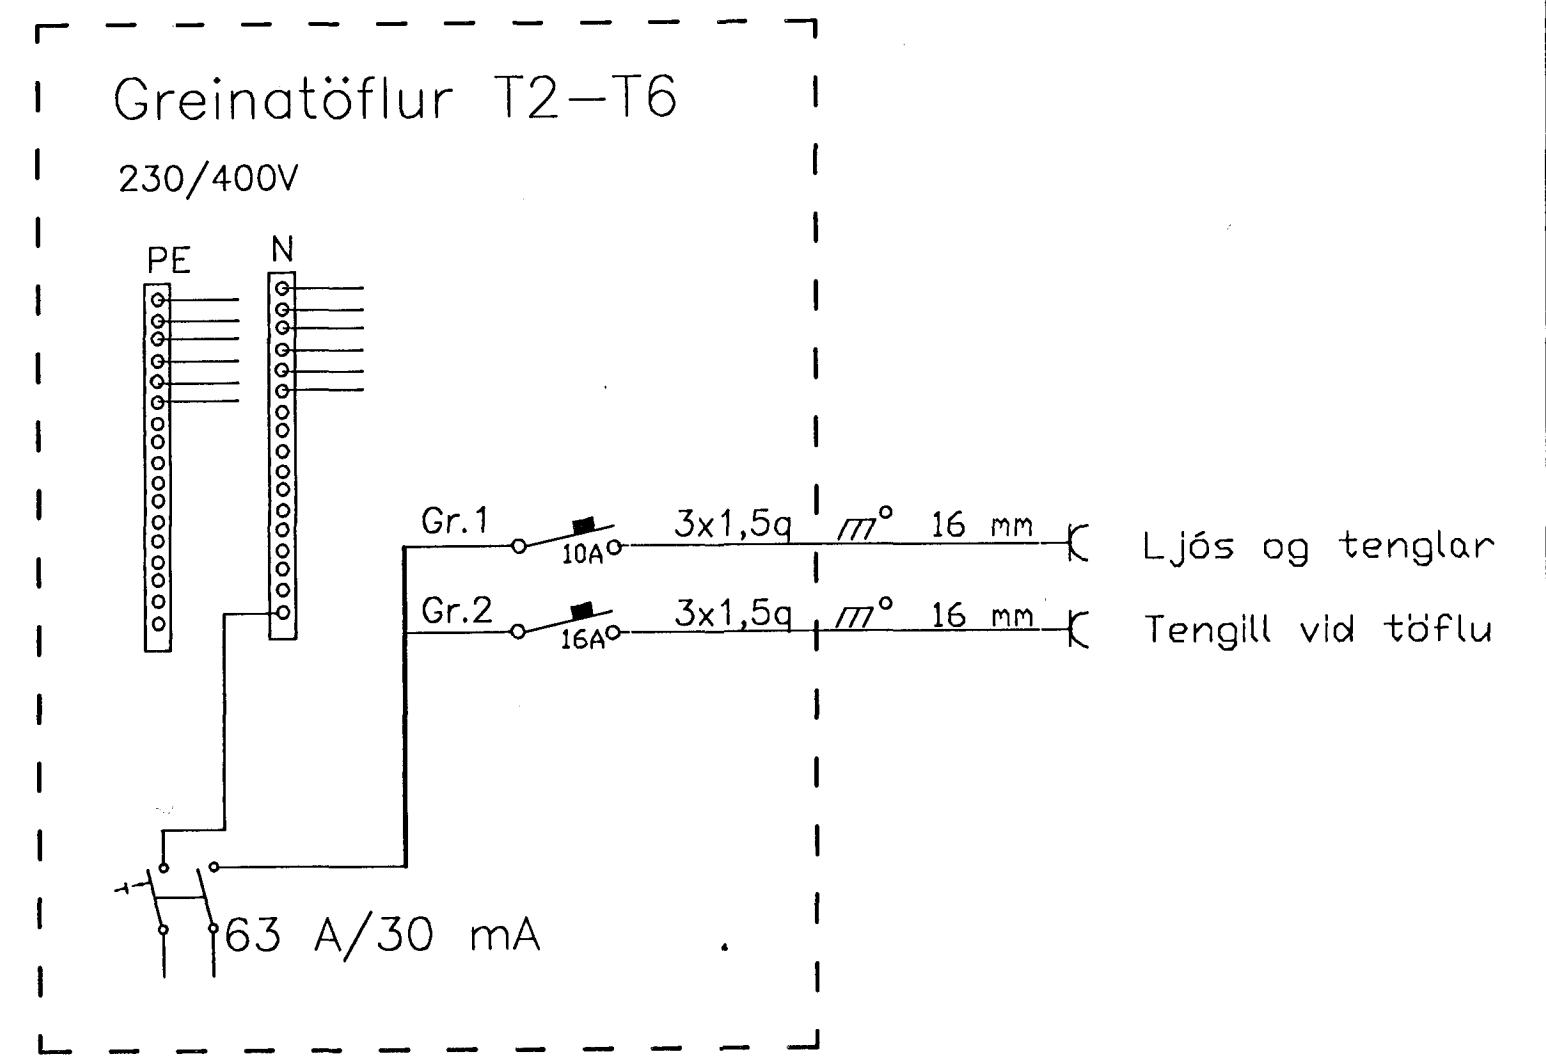 Greinatöflur T2-T6
230/400V
PE
N
Gr.1 10A 3x1,5q 16 mm Ljós og tenglar
Gr.2 16A 3x1,5q 16 mm Tengill vid töflu
63 A/30 mA